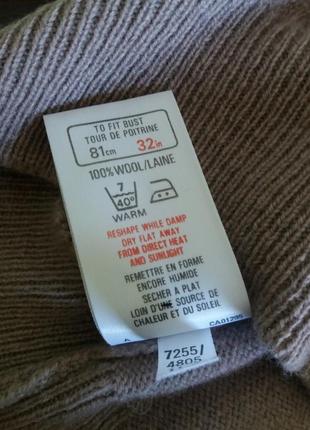 TO FIT BUST
TOUR DE POITRINE
81cm 32in
100% WOOL/LAINE
7
40°
WARM
RESHAPE WHILE DAMP
DRY FLAT AWAY
FROM DIRECT HEAT
AND SUNLIGHT
REMETTRE EN FORME
ENCORE HUMIDE
SECHER A PLAT
LOIN D'UNE SOURCE DE
CHALEUR ET DU SOLEIL
A CA01295
7255/
4805